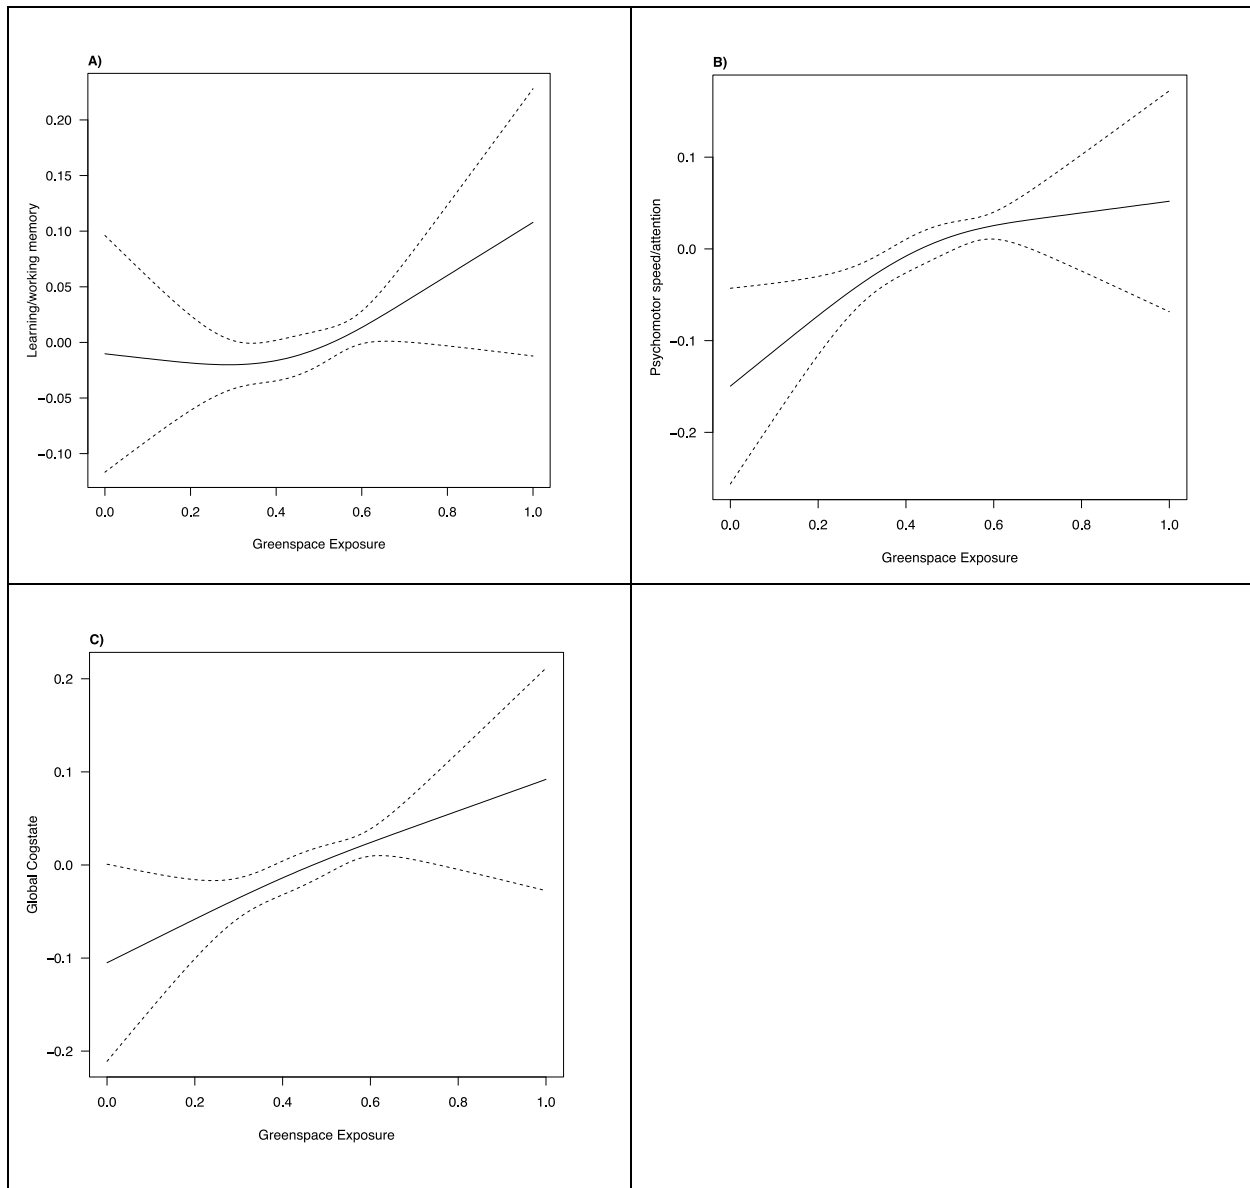 A)
Learning/working memory
0.20
0.15
0.10
0.05
0.00
−0.05
−0.10
0.0 0.2 0.4 0.6 0.8 1.0
Greenspace Exposure
B)
Psychomotor speed/attention
0.1
0.0
−0.1
−0.2
0.0 0.2 0.4 0.6 0.8 1.0
Greenspace Exposure
C)
Global Cogstate
0.2
0.1
0.0
−0.1
−0.2
0.0 0.2 0.4 0.6 0.8 1.0
Greenspace Exposure